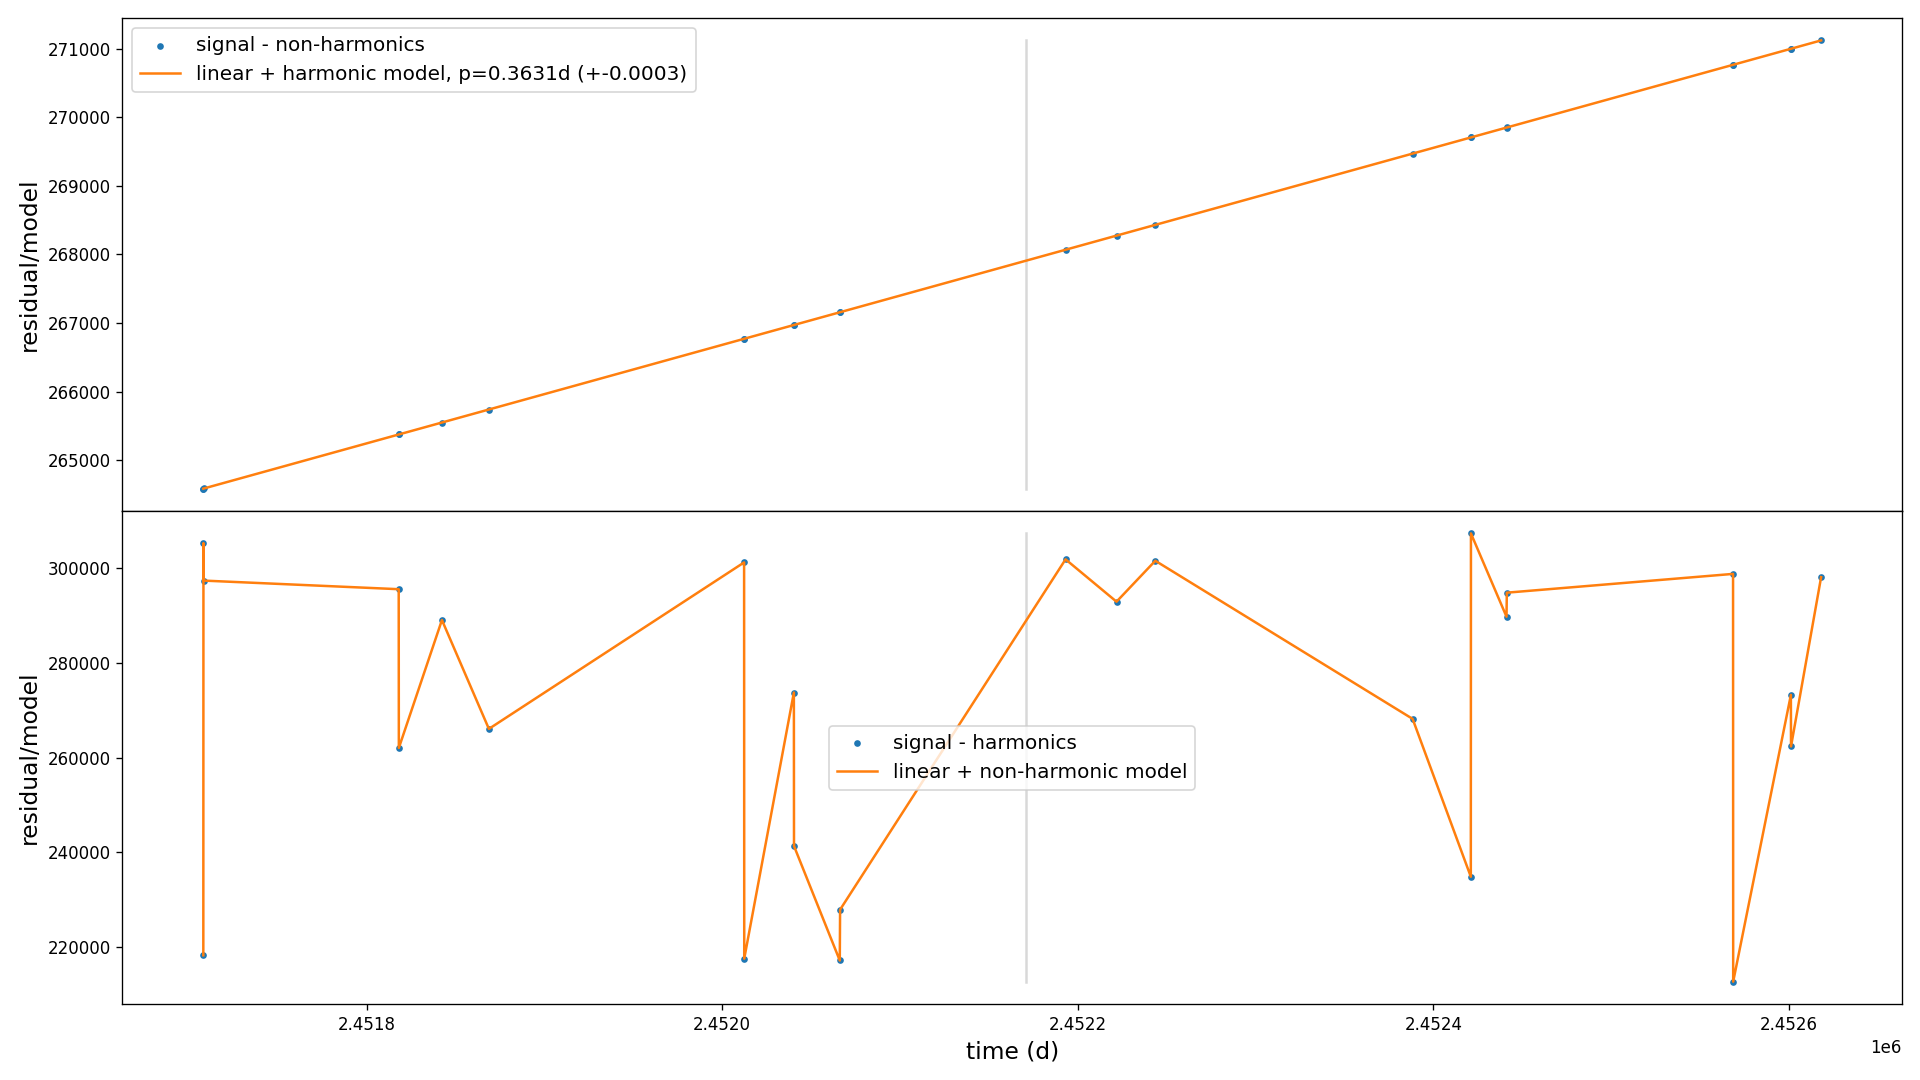 271000
270000
269000
268000
267000
266000
265000
residual/model
signal - non-harmonics
linear + harmonic model, p=0.3631d (+-0.0003)
300000
280000
260000
240000
220000
residual/model
signal - harmonics
linear + non-harmonic model
2.4518 2.4520 2.4522 2.4524 2.4526
1e6
time (d)